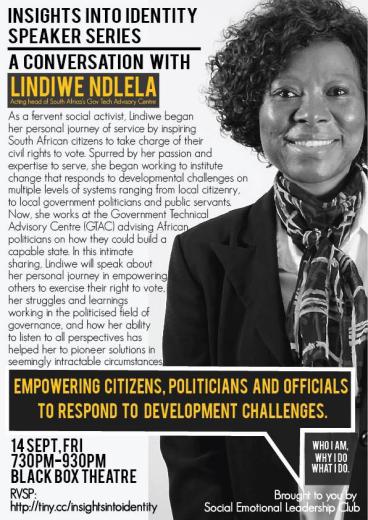 INSIGHTS INTO IDENTITY
SPEAKER SERIES
A CONVERSATION WITH
LINDIWE NDLELA
Acting head of South Africa's Gov Tech Advisory Centre
As a fervent social activist, Lindiwe began
her personal journey of service by inspiring
South African citizens to take charge of their
civil rights to vote. Spurred by her passion and
expertise to serve, she began working to institute
change that responds to developmental challenges on
multiple levels of systems ranging from local citizenry,
to local government politicians and public servants.
Now, she works at the Government Technical
Advisory Centre (GTAC) advising African
politicians on how they could build a
capable state. In this intimate
sharing, Lindiwe will speak about
her personal journey in empowering
others to exercise their right to vote,
her struggles and learnings
working in the politicised field of
governance, and how her ability
to listen to all perspectives has
helped her to pioneer solutions in
seemingly intractable circumstances.
EMPOWERING CITIZENS, POLITICIANS AND OFFICIALS
TO RESPOND TO DEVELOPMENT CHALLENGES.
14 SEPT, FRI
730PM-930PM
BLACK BOX THEATRE
RVSP:
http://tiny.cc/insightsintoidentity
WHO I AM,
WHY I DO
WHAT I DO.
Brought to you by
Social Emotional Leadership Club